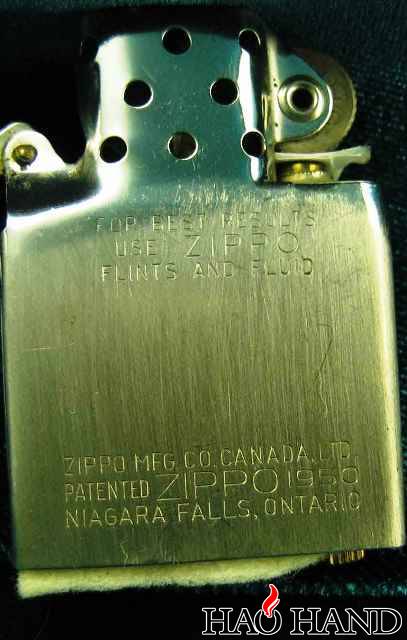 FOR BEST RESULTS
USE ZIPPO
FLINTS AND FLUID
ZIPPO MFG. CO. CANADA, LTD.
PATENTED ZIPPO 1950
NIAGARA FALLS, ONTARIO
HAO HAND